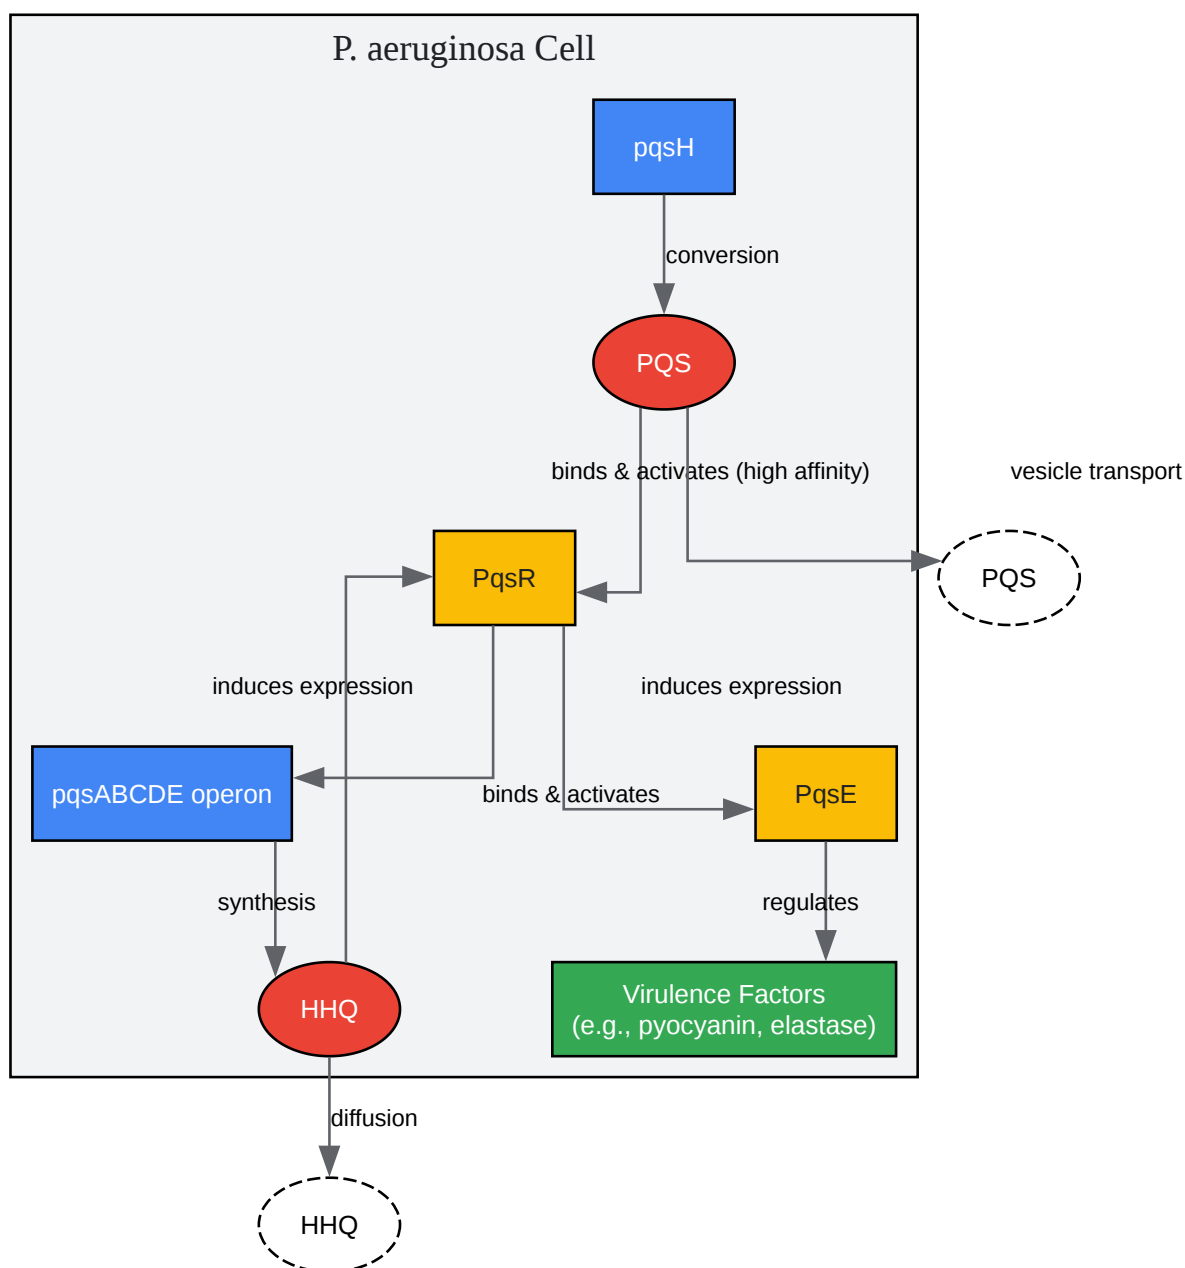 P. aeruginosa Cell
pqsH
conversion
PQS
binds & activates (high affinity)
vesicle transport
PqsR
PQS
induces expression
induces expression
pqsABCDE operon
binds & activates
PqsE
synthesis
regulates
HHQ
Virulence Factors
(e.g., pyocyanin, elastase)
diffusion
HHQ